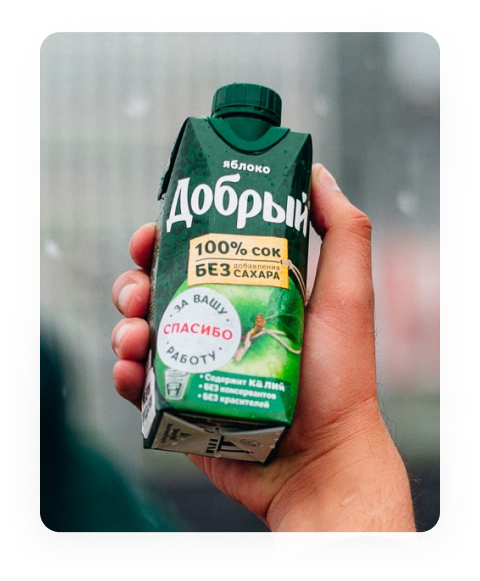 яблоко
Добрый
100% сок
БЕЗ добавления
САХАРА
· ЗА ВАШУ ·
СПАСИБО
РАБОТУ
• Содержит калий
• БЕЗ консервантов
• БЕЗ красителей